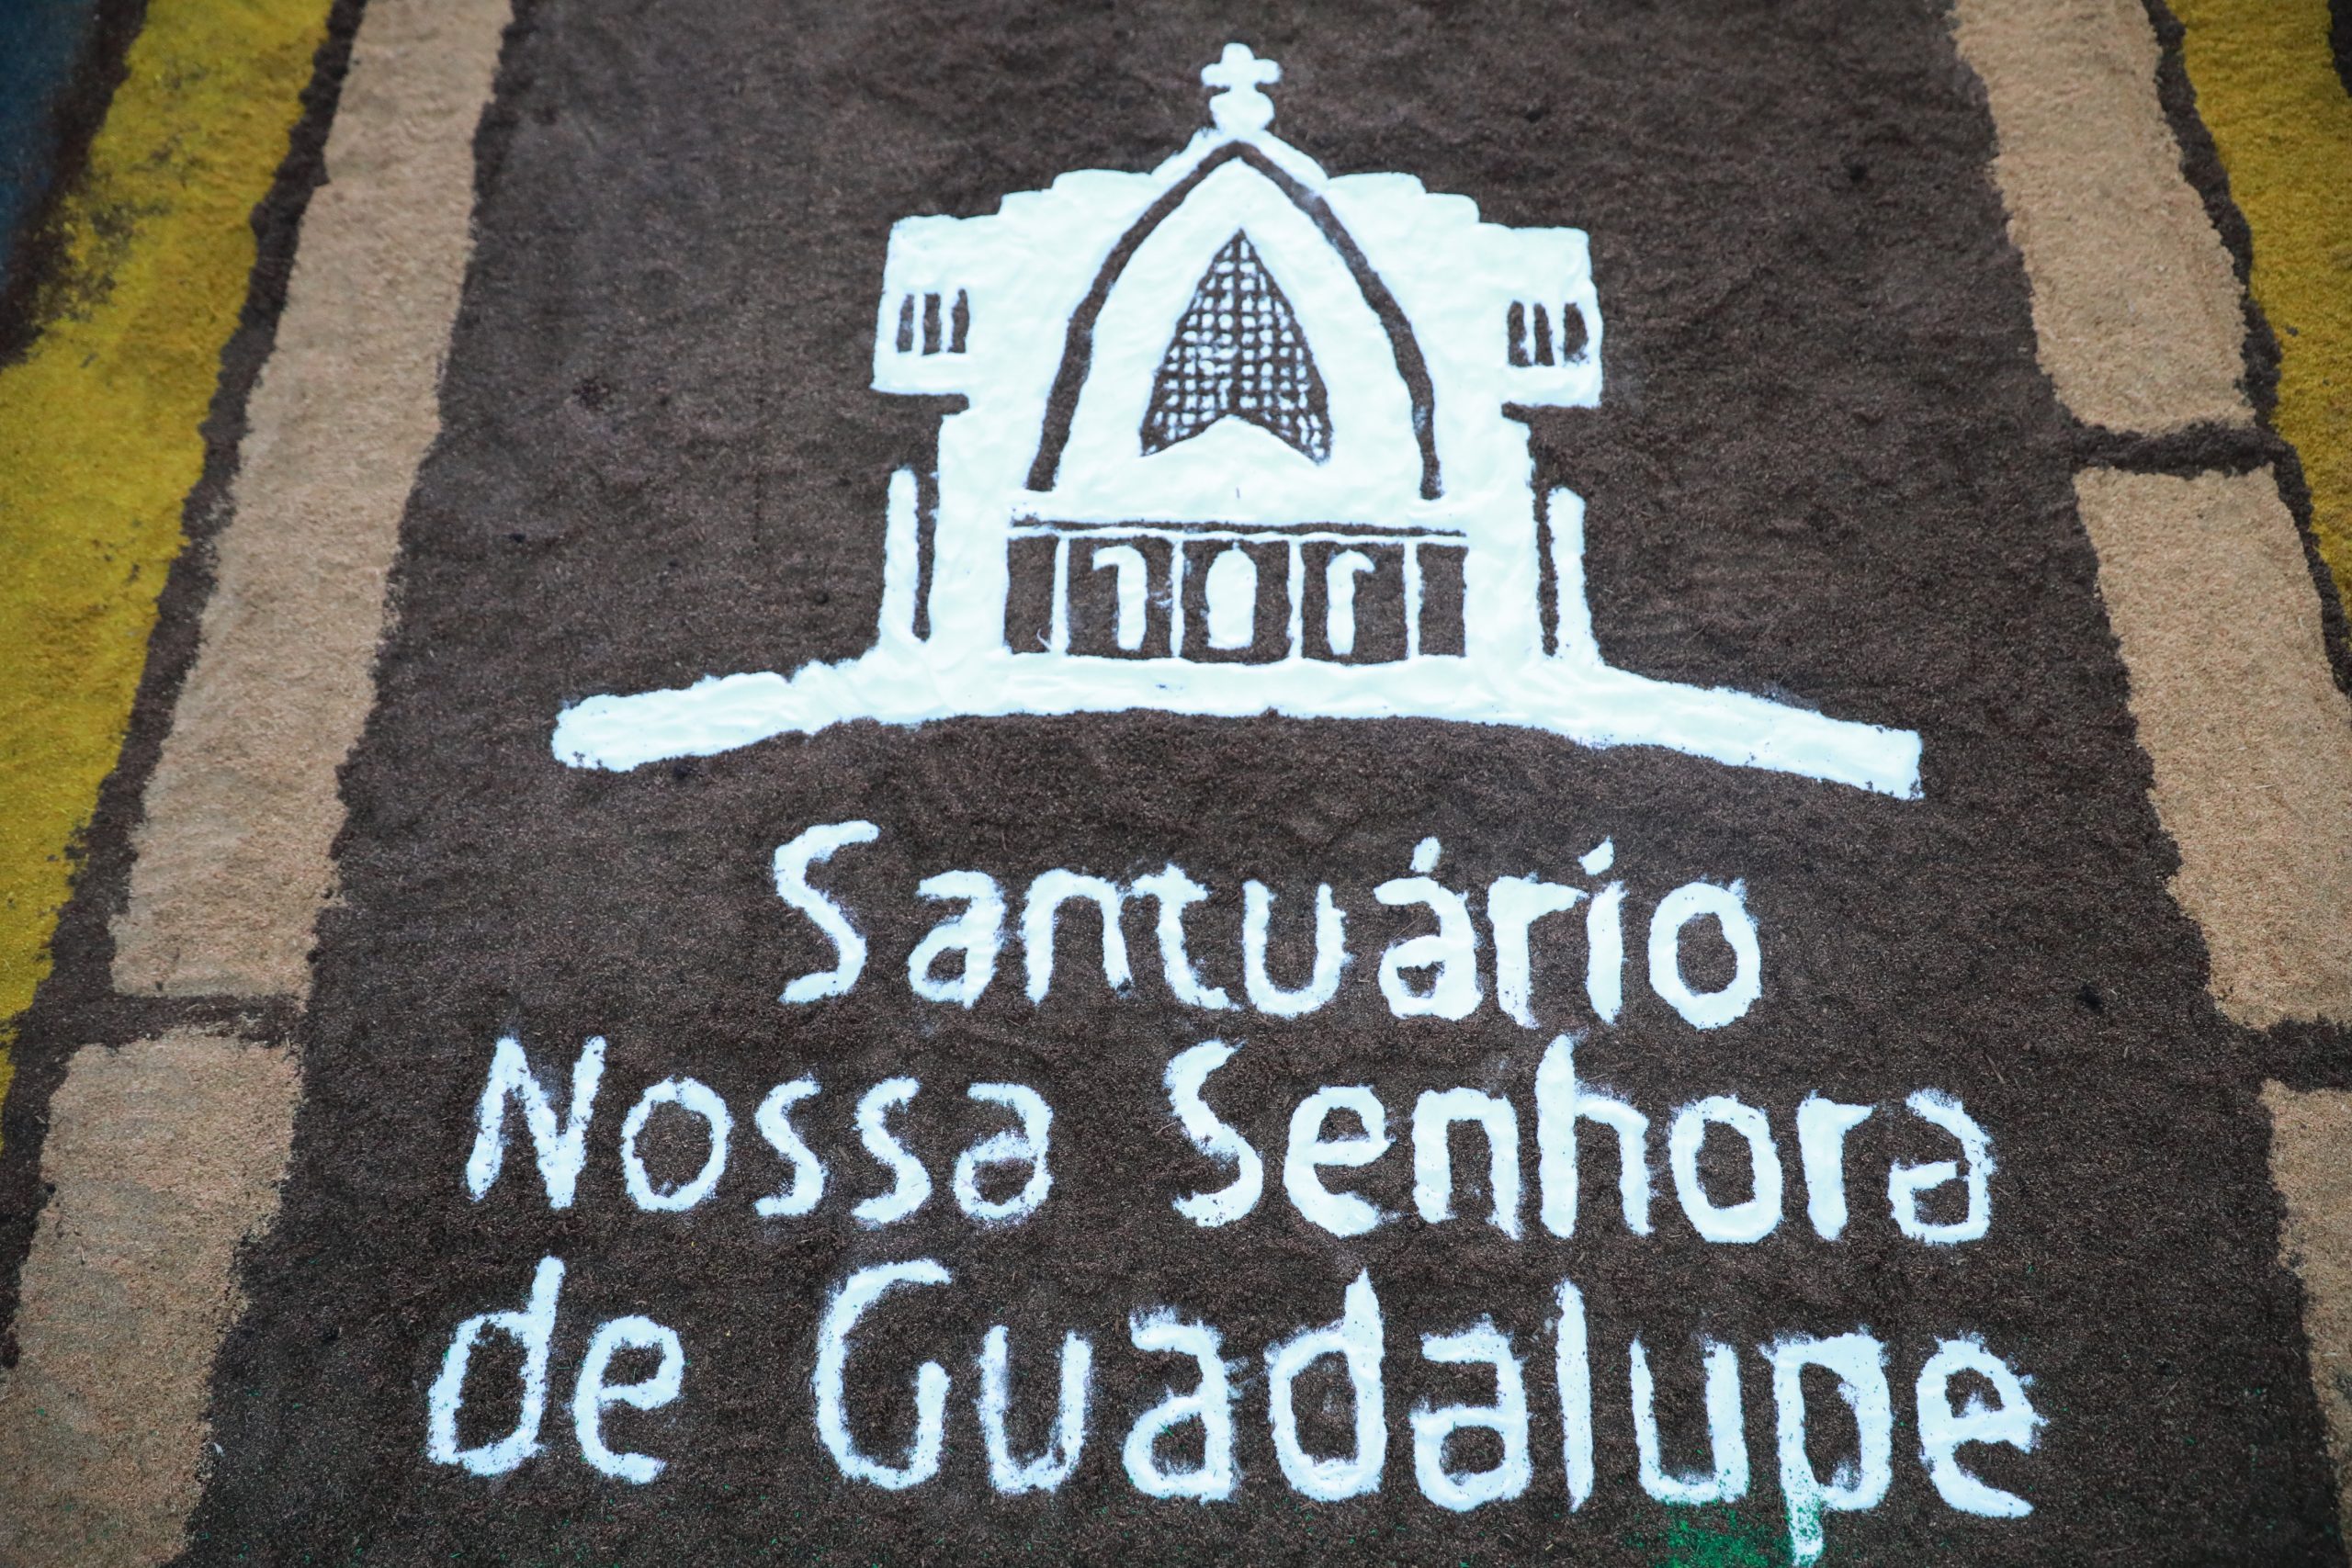 Santuário
Nossa Senhora
de Guadalupe